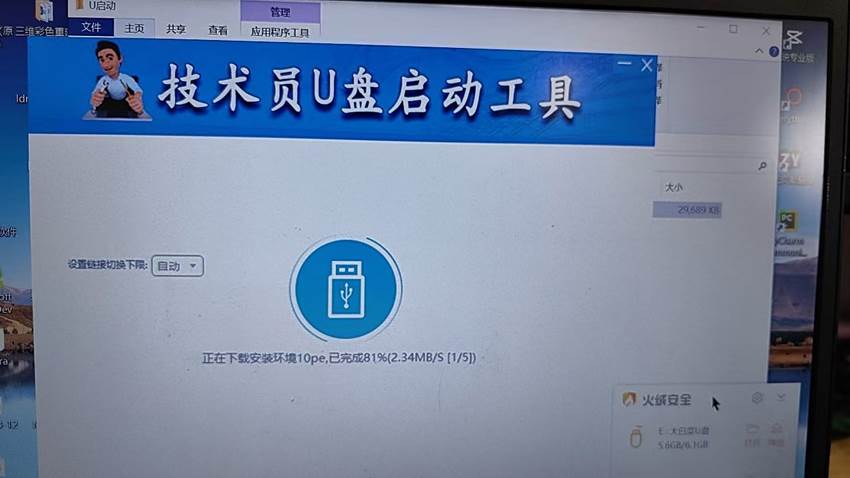 U启动
管理
文件 主页 共享 查看 应用程序工具
技术员U盘启动工具
大小
29,689 KB
设置链接切换下限: 自动
正在下载安装环境10pe,已完成81%(2.34MB/S [1/5])
火绒安全
E: 大白菜U盘
5.6GB/6.1GB